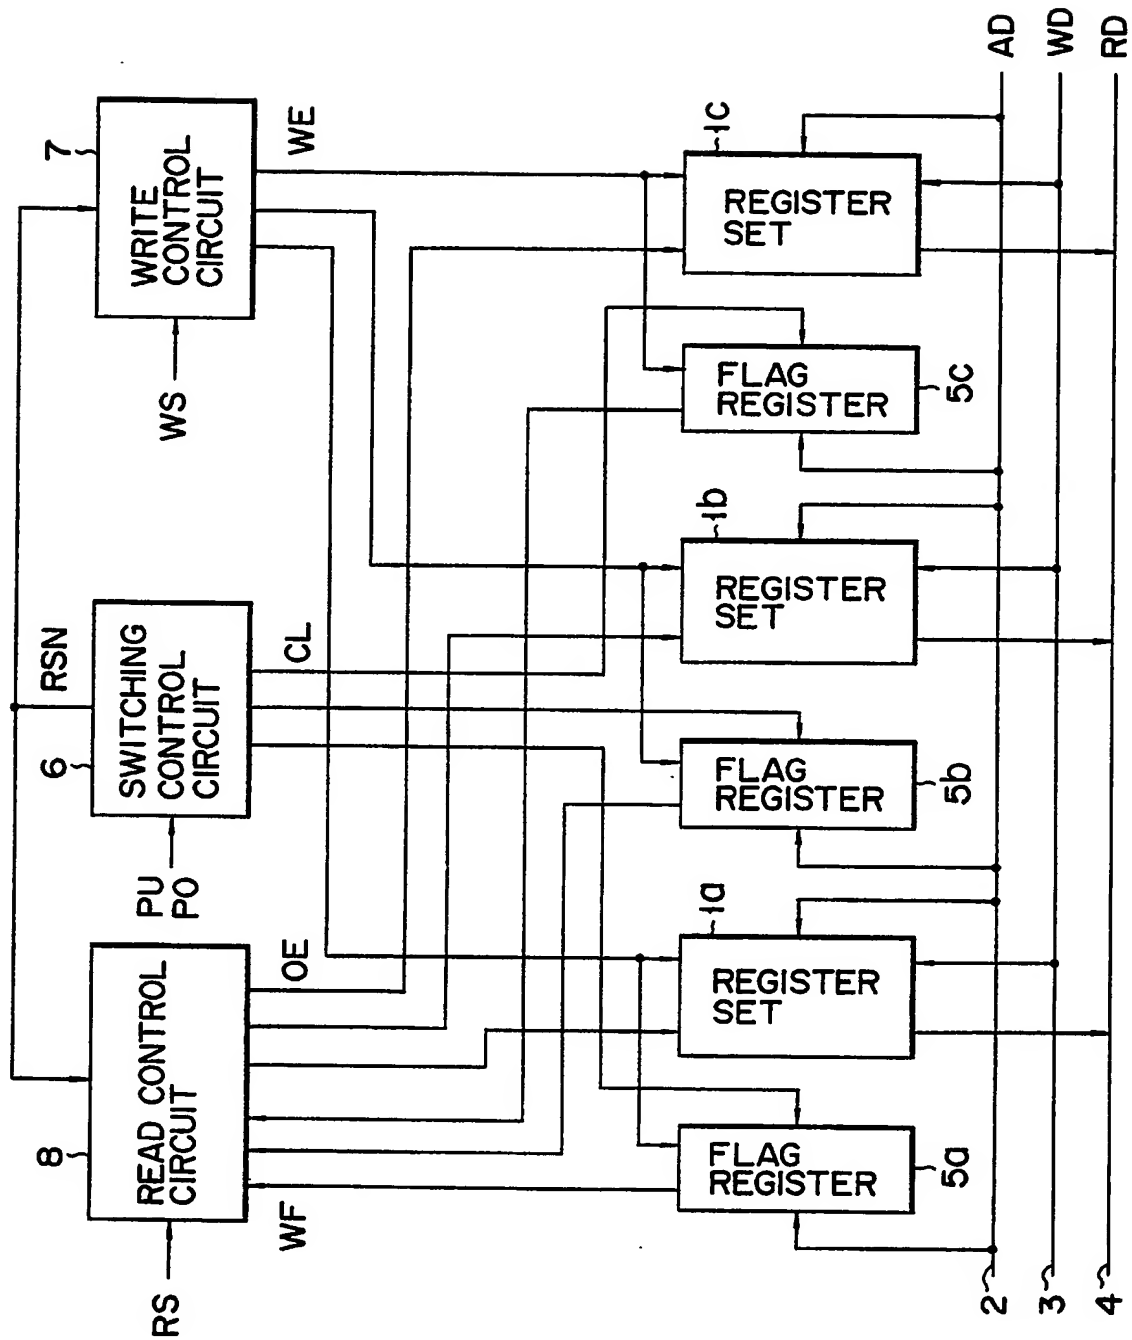 8
READ CONTROL
CIRCUIT
RS
WF
OE
6
RSN
SWITCHING
CONTROL
CIRCUIT
PU
PO
CL
7
WRITE
CONTROL
CIRCUIT
WS
WE
FLAG
REGISTER
5a
REGISTER
SET
1a
FLAG
REGISTER
5b
REGISTER
SET
1b
FLAG
REGISTER
5c
REGISTER
SET
1c
2
AD
3
WD
4
RD